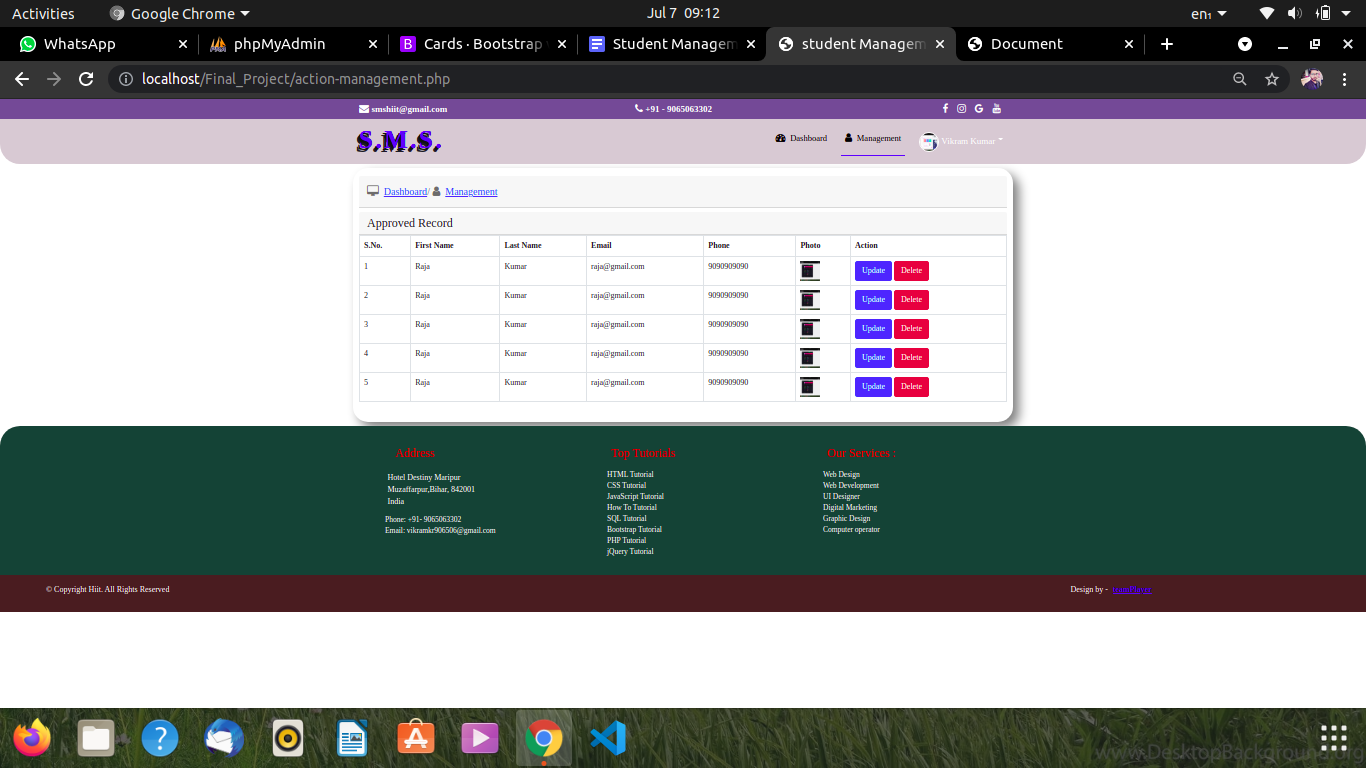 Activities Google Chrome Jul 7 09:12 en₁
WhatsApp phpMyAdmin Cards · Bootstrap Student Managem student Managem Document
localhost/Final_Project/action-management.php
smshiit@gmail.com +91 - 9065063302
S.M.S. Dashboard Management Vikram Kumar
Dashboard/ Management
Approved Record
S.No. First Name Last Name Email Phone Photo Action
1 Raja Kumar raja@gmail.com 9090909090 Update Delete
2 Raja Kumar raja@gmail.com 9090909090 Update Delete
3 Raja Kumar raja@gmail.com 9090909090 Update Delete
4 Raja Kumar raja@gmail.com 9090909090 Update Delete
5 Raja Kumar raja@gmail.com 9090909090 Update Delete
Address
Hotel Destiny Maripur
Muzaffarpur,Bihar, 842001
India
Phone: +91- 9065063302
Email: vikramkr906506@gmail.com
Top Tutorials
HTML Tutorial
CSS Tutorial
JavaScript Tutorial
How To Tutorial
SQL Tutorial
Bootstrap Tutorial
PHP Tutorial
jQuery Tutorial
Our Services :
Web Design
Web Development
UI Designer
Digital Marketing
Graphic Design
Computer operator
© Copyright Hiit. All Rights Reserved
Design by -
www.DesktopBackground.org